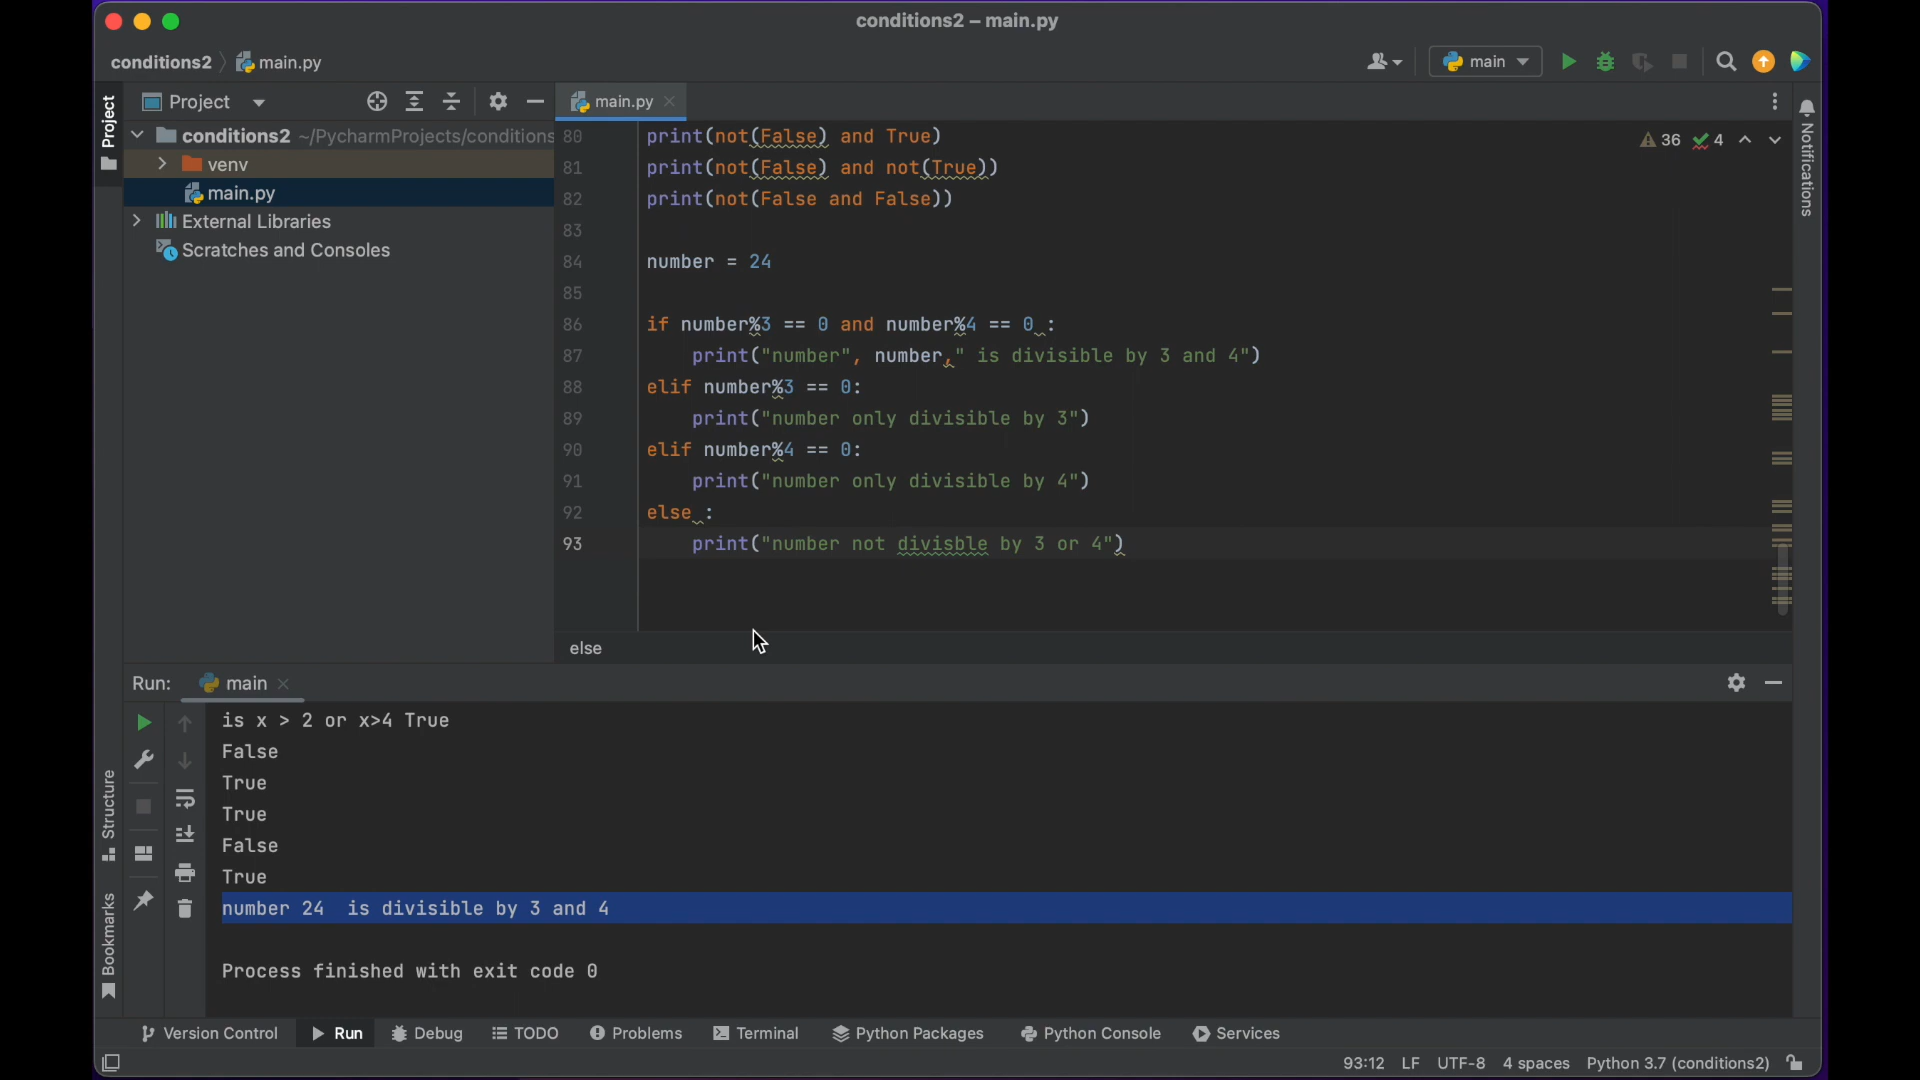 conditions2 – main.py
conditions2 main.py
main
Project
main.py
Project
Notifications
conditions2 ~/PycharmProjects/conditions
venv
main.py
External Libraries
Scratches and Consoles
36 4
80 print(not(False) and True)
81 print(not(False) and not(True))
82 print(not(False and False))
83
84 number = 24
85
86 if number%3 == 0 and number%4 == 0 :
87 print("number", number," is divisible by 3 and 4")
88 elif number%3 == 0:
89 print("number only divisible by 3")
90 elif number%4 == 0:
91 print("number only divisible by 4")
92 else :
93 print("number not divisble by 3 or 4")
else
Run: main
is x > 2 or x>4 True
False
True
True
False
True
number 24  is divisible by 3 and 4
Process finished with exit code 0
Structure
Bookmarks
Version Control Run Debug TODO Problems Terminal Python Packages Python Console Services
93:12 LF UTF-8 4 spaces Python 3.7 (conditions2)